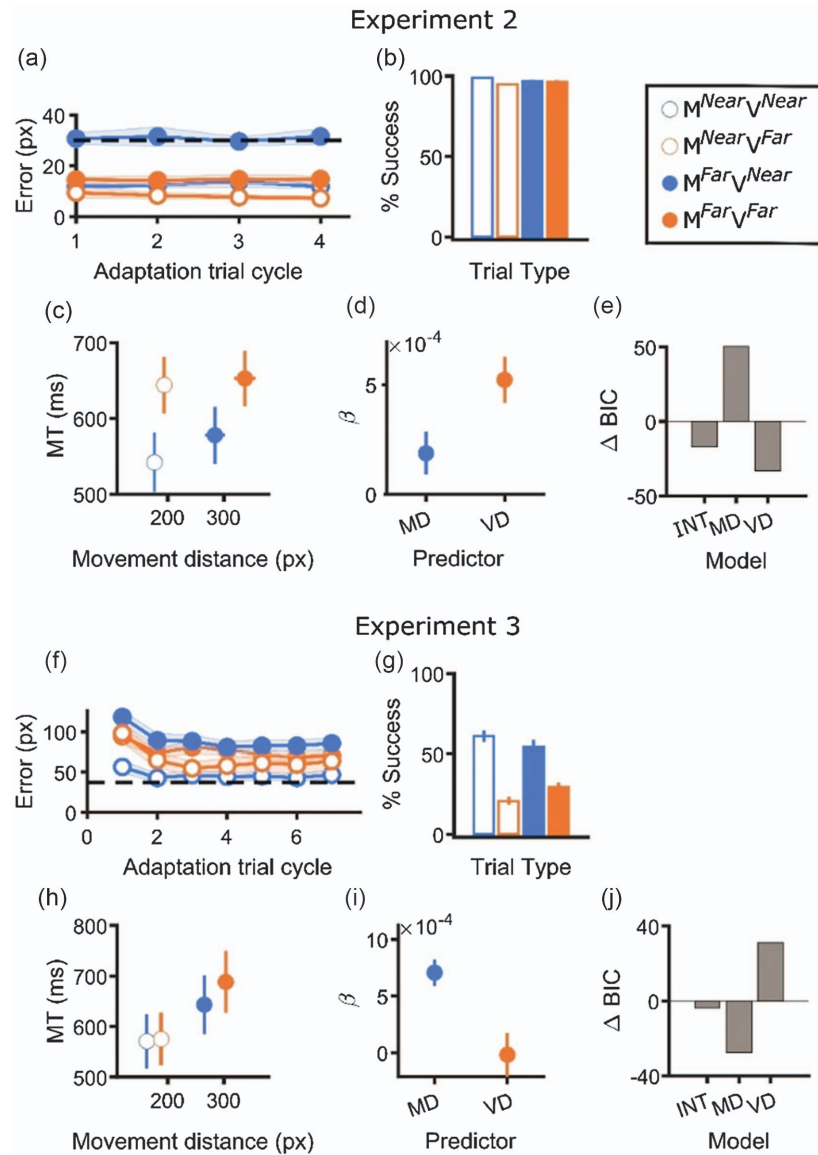 Experiment 2
(a)
Error (px)
40
20
0
1 2 3 4
Adaptation trial cycle
(b)
% Success
100
50
0
Trial Type
M^Near V^Near
M^Near V^Far
M^Far V^Near
M^Far V^Far
(c)
MT (ms)
700
600
500
200 300
Movement distance (px)
(d)
×10^-4
β
5
0
MD VD
Predictor
(e)
Δ BIC
50
0
-50
INT MD VD
Model
Experiment 3
(f)
Error (px)
100
50
0
0 2 4 6
Adaptation trial cycle
(g)
% Success
100
50
0
Trial Type
(h)
MT (ms)
800
700
600
500
200 300
Movement distance (px)
(i)
×10^-4
β
10
5
0
MD VD
Predictor
(j)
Δ BIC
40
0
-40
INT MD VD
Model